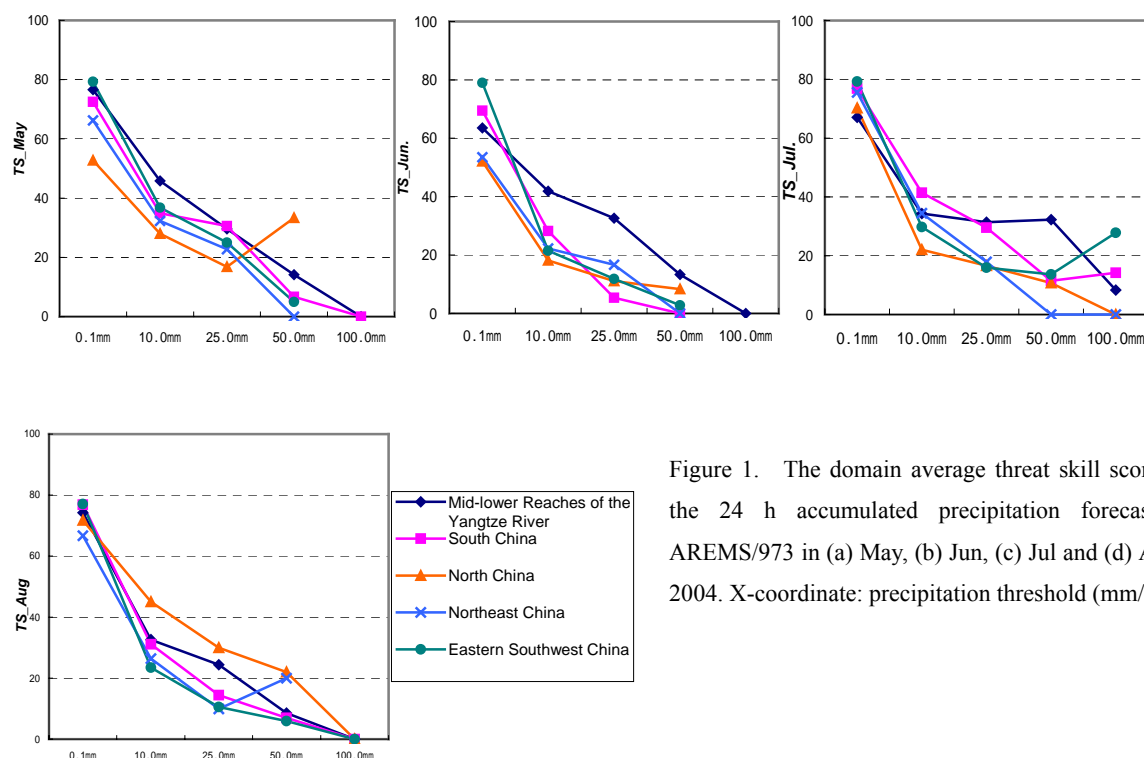 100
80
60
40
20
0
TS_May
0.1mm 10.0mm 25.0mm 50.0mm 100.0mm
100
80
60
40
20
0
TS_Jun.
0.1mm 10.0mm 25.0mm 50.0mm 100.0mm
100
80
60
40
20
0
TS_Jul.
0.1mm 10.0mm 25.0mm 50.0mm 100.0mm
100
80
60
40
20
0
TS_Aug
0.1mm 10.0mm 25.0mm 50.0mm 100.0mm
Mid-lower Reaches of the
Yangtze River
South China
North China
Northeast China
Eastern Southwest China
Figure 1. The domain average threat skill scor
the 24 h accumulated precipitation forecas
AREMS/973 in (a) May, (b) Jun, (c) Jul and (d) A
2004. X-coordinate: precipitation threshold (mm/